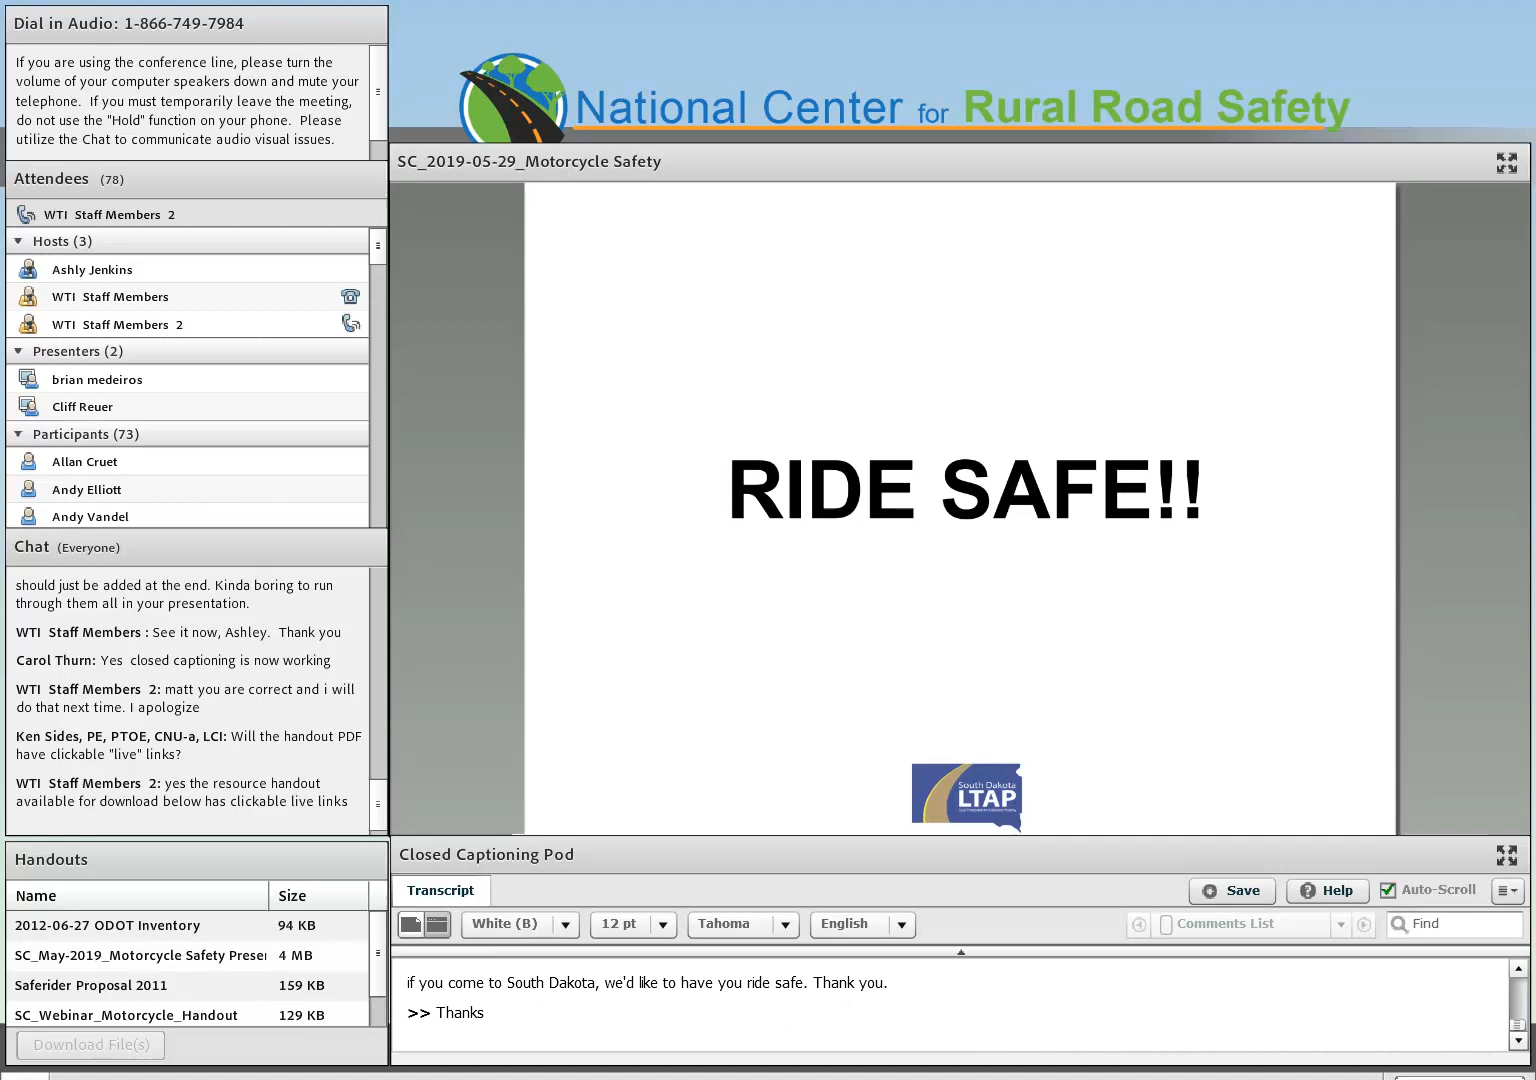 Dial in Audio: 1-866-749-7984
If you are using the conference line, please turn the
volume of your computer speakers down and mute your
telephone.  If you must temporarily leave the meeting,
do not use the "Hold" function on your phone.  Please
utilize the Chat to communicate audio visual issues.
Attendees (78)
WTI Staff Members 2
Hosts (3)
Ashly Jenkins
WTI Staff Members
WTI Staff Members 2
Presenters (2)
brian medeiros
Cliff Reuer
Participants (73)
Allan Cruet
Andy Elliott
Andy Vandel
Chat (Everyone)
should just be added at the end. Kinda boring to run
through them all in your presentation.
WTI Staff Members : See it now, Ashley.  Thank you
Carol Thurn: Yes closed captioning is now working
WTI Staff Members 2: matt you are correct and i will
do that next time. I apologize
Ken Sides, PE, PTOE, CNU-a, LCI: Will the handout PDF
have clickable "live" links?
WTI Staff Members 2: yes the resource handout
available for download below has clickable live links
Handouts
Name Size
2012-06-27 ODOT Inventory 94 KB
SC_May-2019_Motorcycle Safety Preser 4 MB
Saferider Proposal 2011 159 KB
SC_Webinar_Motorcycle_Handout 129 KB
Download File(s)
National Center for Rural Road Safety
SC_2019-05-29_Motorcycle Safety
RIDE SAFE!!
South Dakota
LTAP
Closed Captioning Pod
Transcript
Save
Help
Auto-Scroll
White (B)
12 pt
Tahoma
English
Comments List
Find
if you come to South Dakota, we'd like to have you ride safe. Thank you.
>> Thanks